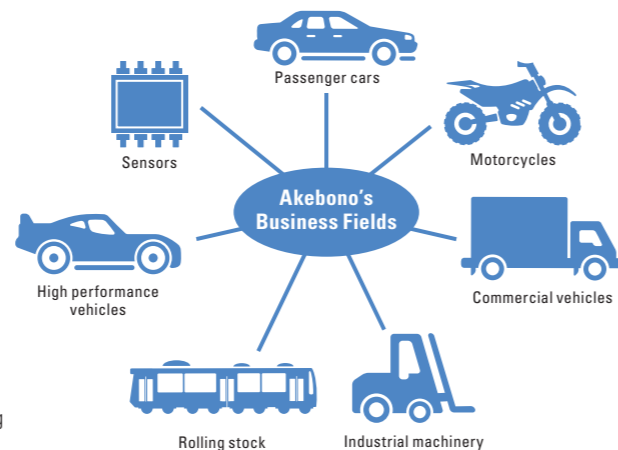 Passenger cars
Sensors
Motorcycles
Akebono's
Business Fields
High performance
vehicles
Commercial vehicles
Rolling stock
Industrial machinery